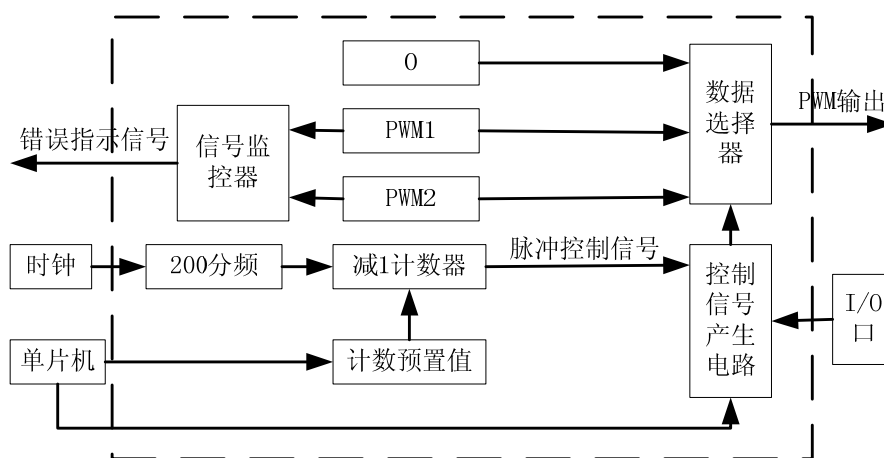 0
PWM1
PWM2
数据
选择
器
PWM输出
错误指示信号
信号监
控器
时钟
200分频
减1计数器
脉冲控制信号
控制
信号
产生
电路
I/O
口
单片机
计数预置值